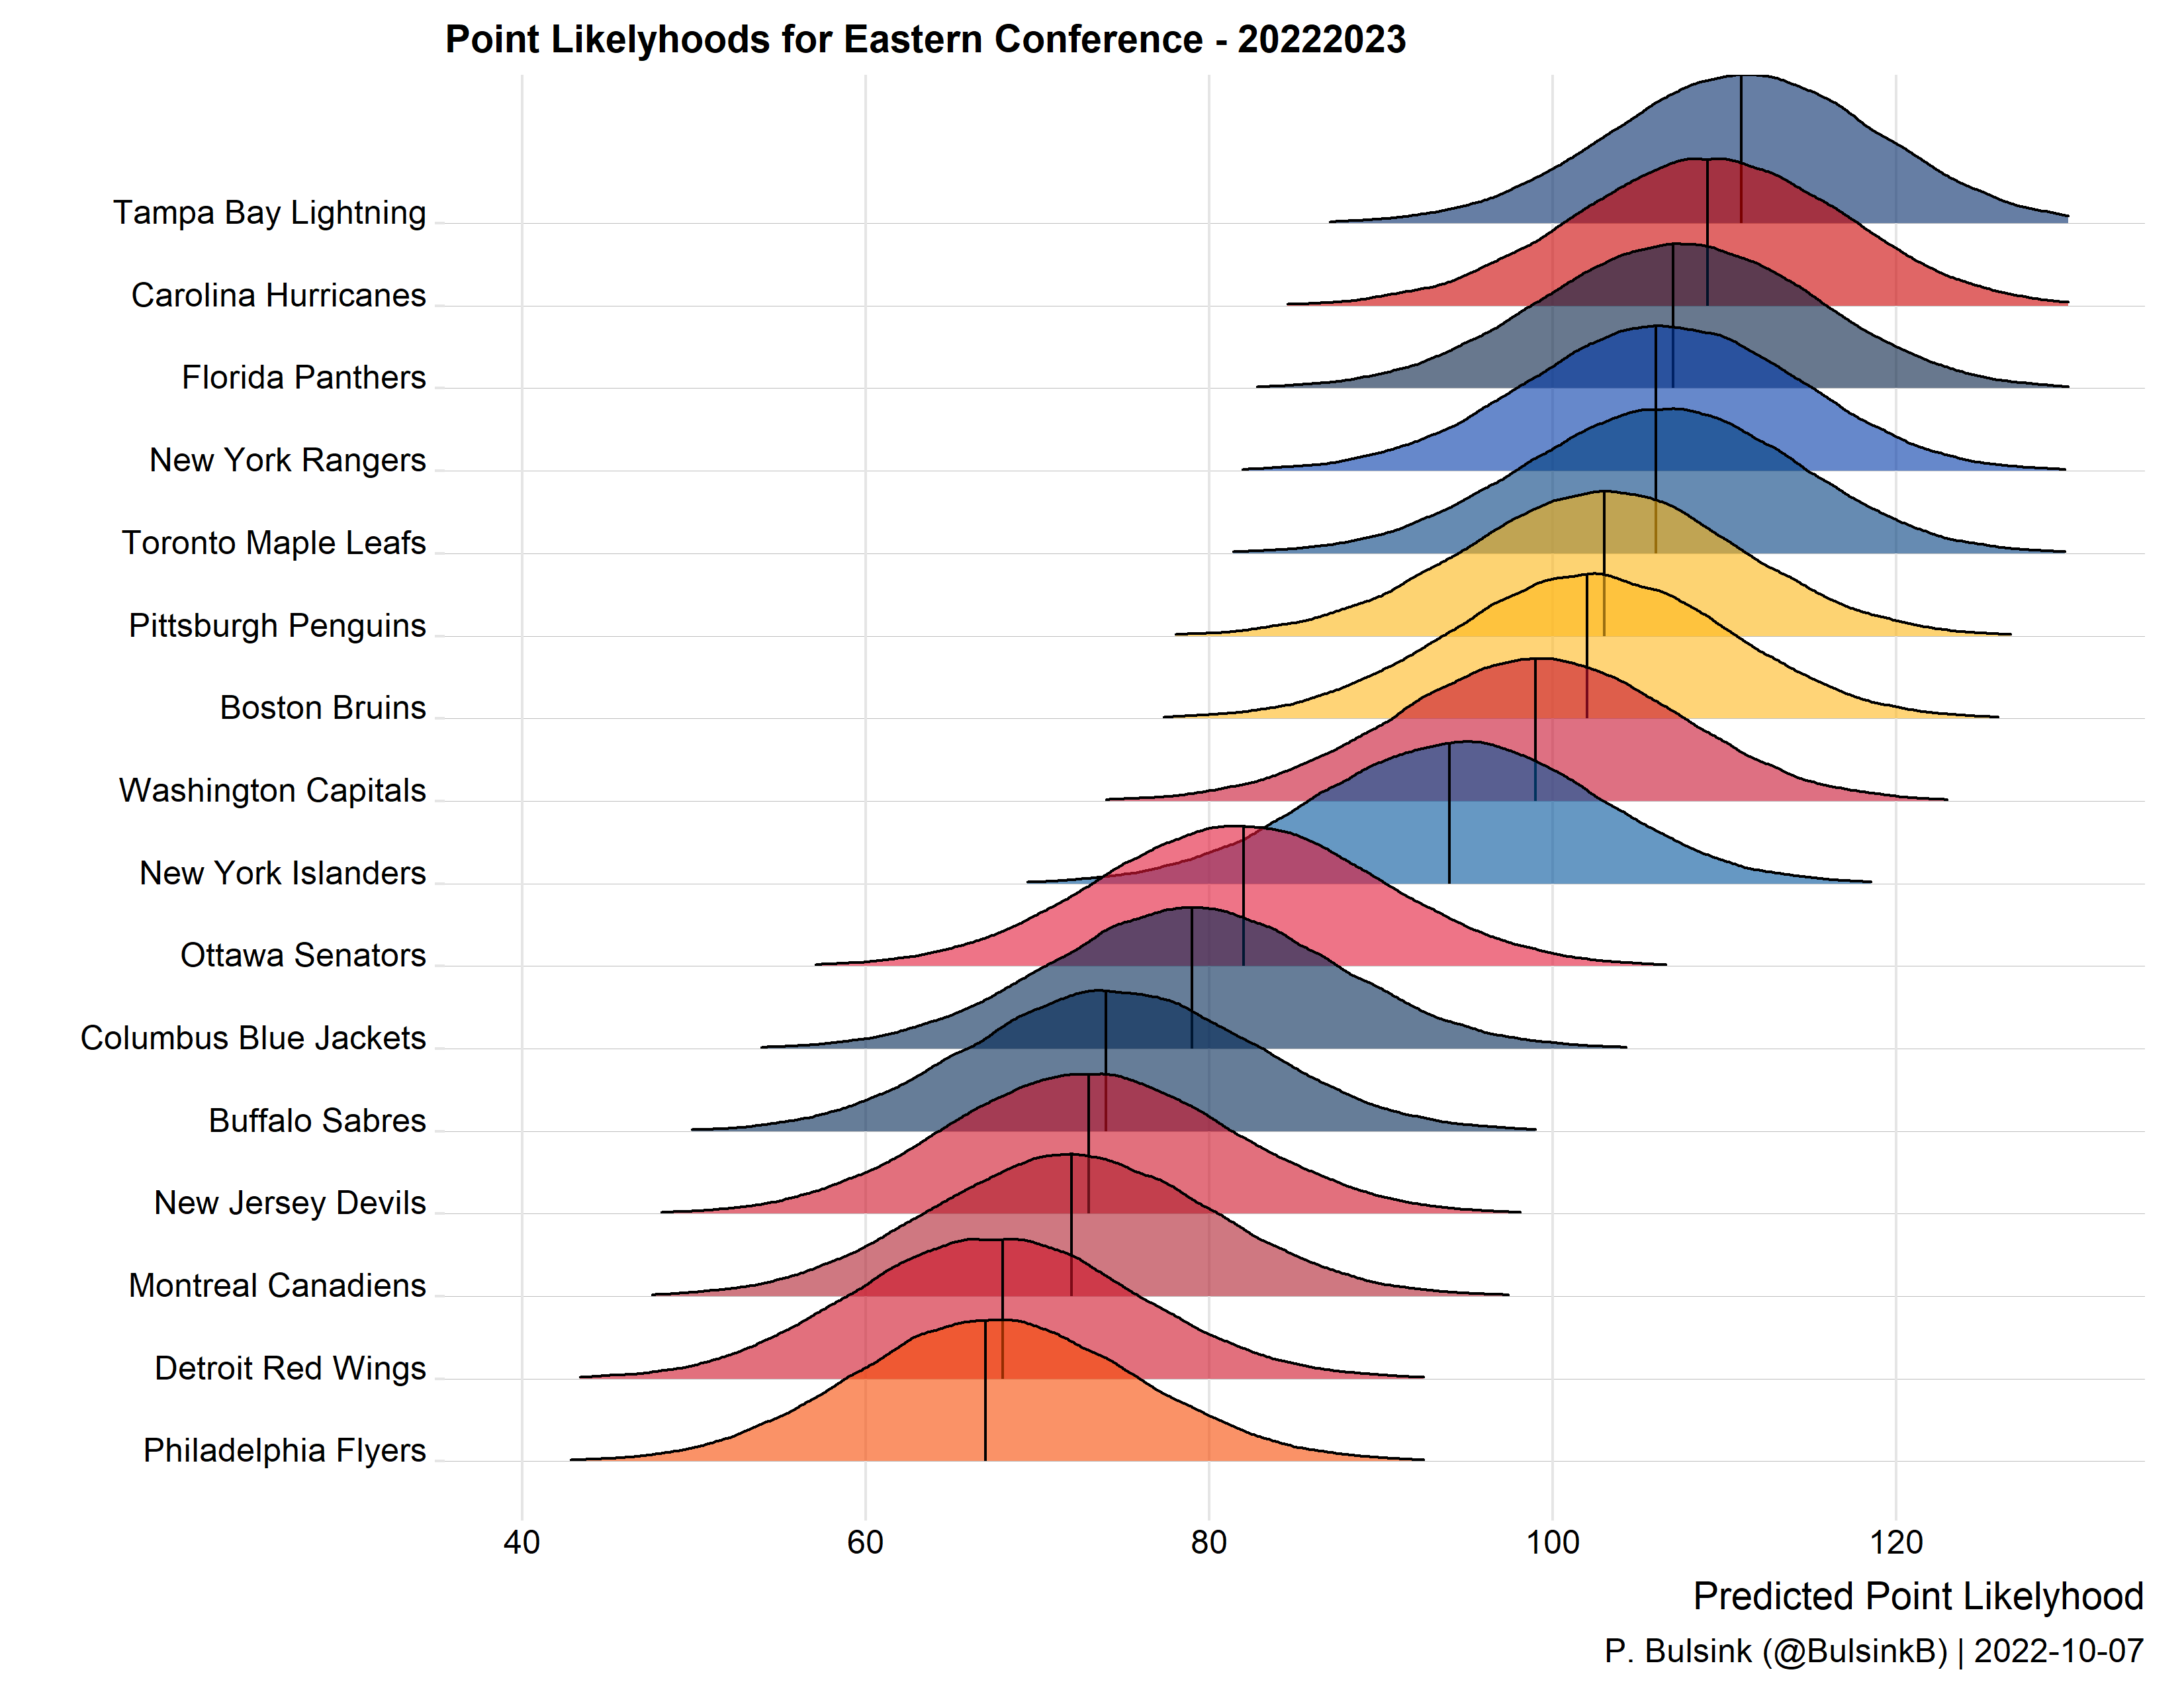 Point Likelyhoods for Eastern Conference - 20222023
Tampa Bay Lightning
Carolina Hurricanes
Florida Panthers
New York Rangers
Toronto Maple Leafs
Pittsburgh Penguins
Boston Bruins
Washington Capitals
New York Islanders
Ottawa Senators
Columbus Blue Jackets
Buffalo Sabres
New Jersey Devils
Montreal Canadiens
Detroit Red Wings
Philadelphia Flyers
40 60 80 100 120
Predicted Point Likelyhood
P. Bulsink (@BulsinkB) | 2022-10-07